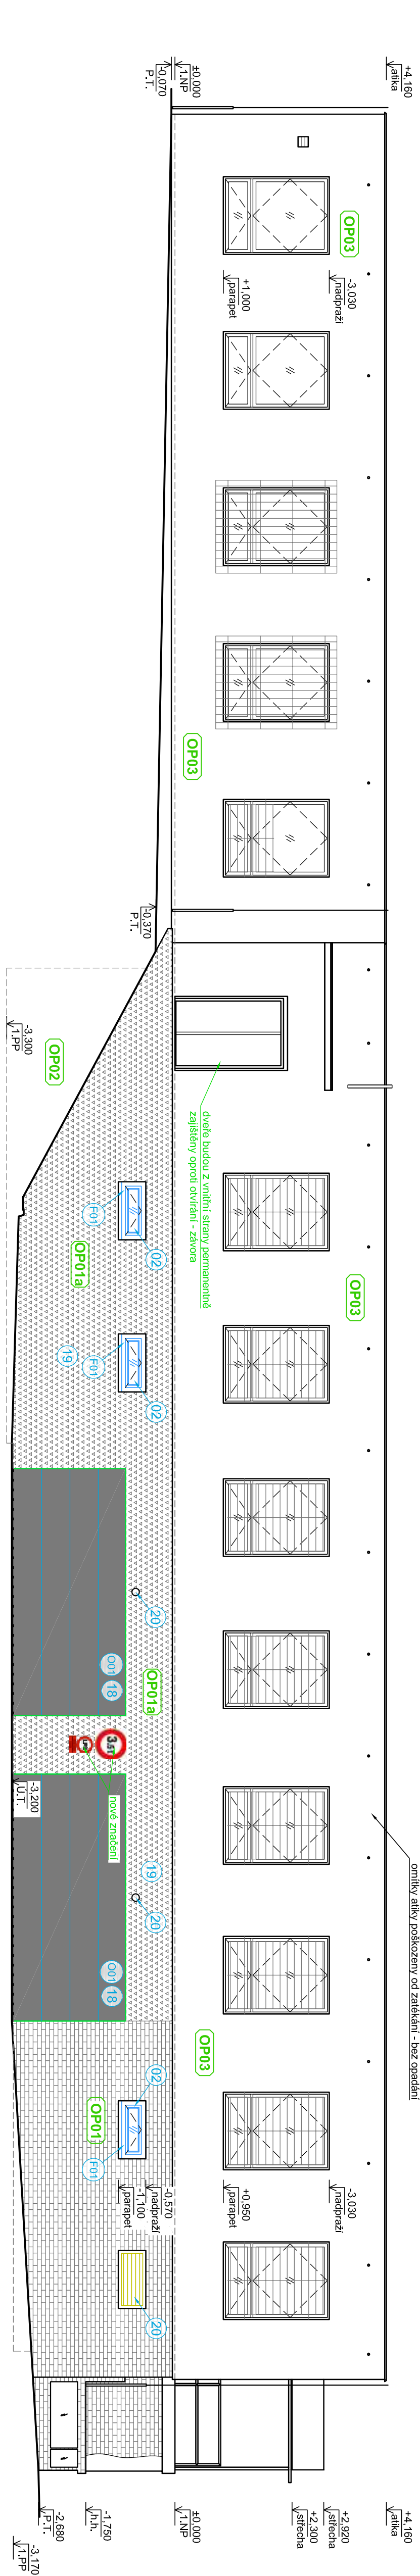 +4,160
atika
±0,000
1.NP
-0,070
P.T.
OP03
-3,030
nadpraží
+1,000
parapet
OP03
-0,370
P.T.
-3,300
1.PP
OP02
dveře budou z vnitřní strany permanentně
zajištěny oproti otvírání - závora
F01
02
OP01a
OP03
F01
02
19
20
O01
18
OP01a
3.5t
nové značení
-3,200
U.T.
omítky atiky poškozeny od zatékání - bez opadání
19
20
O01
18
OP03
02
OP01
F01
-0,570
nadpraží
-1,100
parapet
-3,030
nadpraží
+0,950
parapet
20
+4,160
atika
+2,920
střecha
+2,300
střecha
±0,000
1.NP
-1,750
h.h.
-2,680
P.T.
-3,170
1.PP